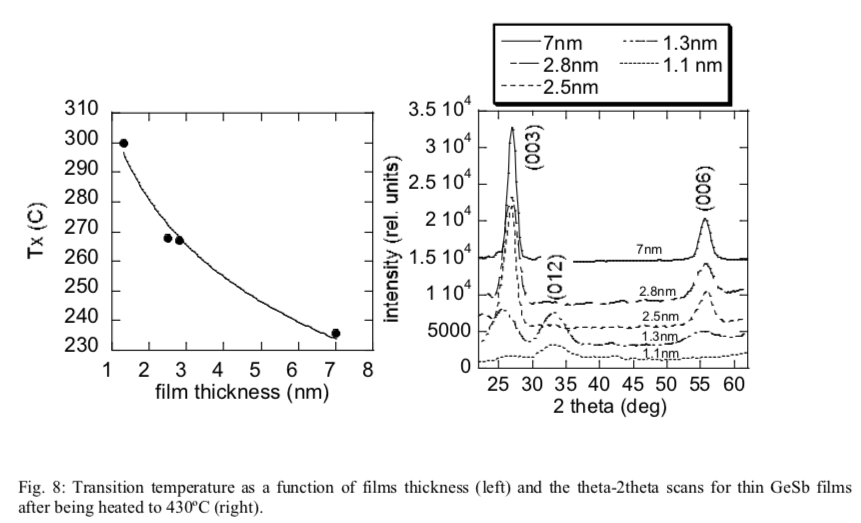 7nm
1.3nm
2.8nm
1.1 nm
2.5nm
310
300
290
280
270
260
250
240
230
Tx (C)
1 2 3 4 5 6 7 8
film thickness (nm)
3.5 10⁴
3 10⁴
2.5 10⁴
2 10⁴
1.5 10⁴
1 10⁴
5000
0
intensity (rel. units)
(003)
(012)
(006)
7nm
2.8nm
2.5nm
1.3nm
1.1nm
25 30 35 40 45 50 55 60
2 theta (deg)
Fig. 8: Transition temperature as a function of films thickness (left) and the theta-2theta scans for thin GeSb films
after being heated to 430ºC (right).